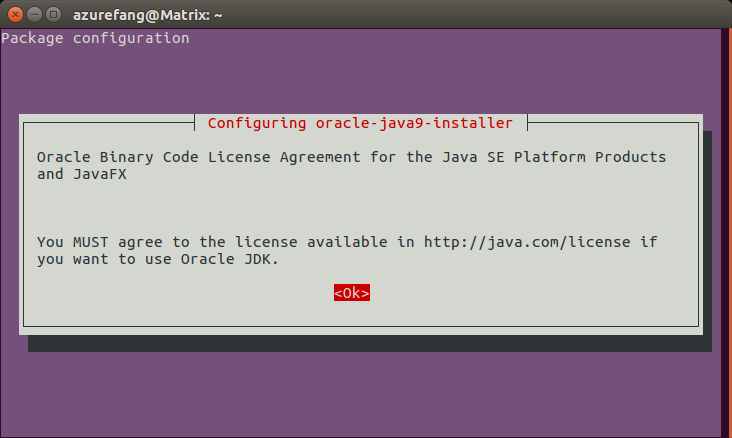 azurefang@Matrix: ~
Package configuration
Configuring oracle-java9-installer
Oracle Binary Code License Agreement for the Java SE Platform Products
and JavaFX
You MUST agree to the license available in http://java.com/license if
you want to use Oracle JDK.
<Ok>